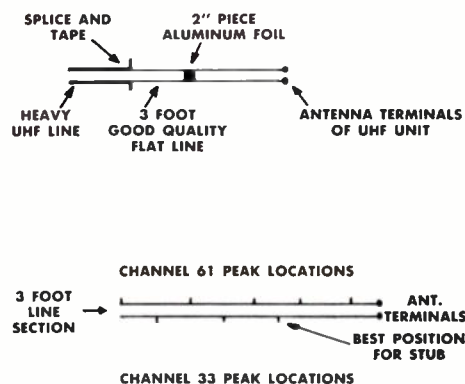 SPLICE AND
TAPE
2" PIECE
ALUMINUM FOIL
HEAVY
UHF LINE
3 FOOT
GOOD QUALITY
FLAT LINE
ANTENNA TERMINALS
OF UHF UNIT
CHANNEL 61 PEAK LOCATIONS
3 FOOT
LINE
SECTION
ANT.
TERMINALS
BEST POSITION
FOR STUB
CHANNEL 33 PEAK LOCATIONS